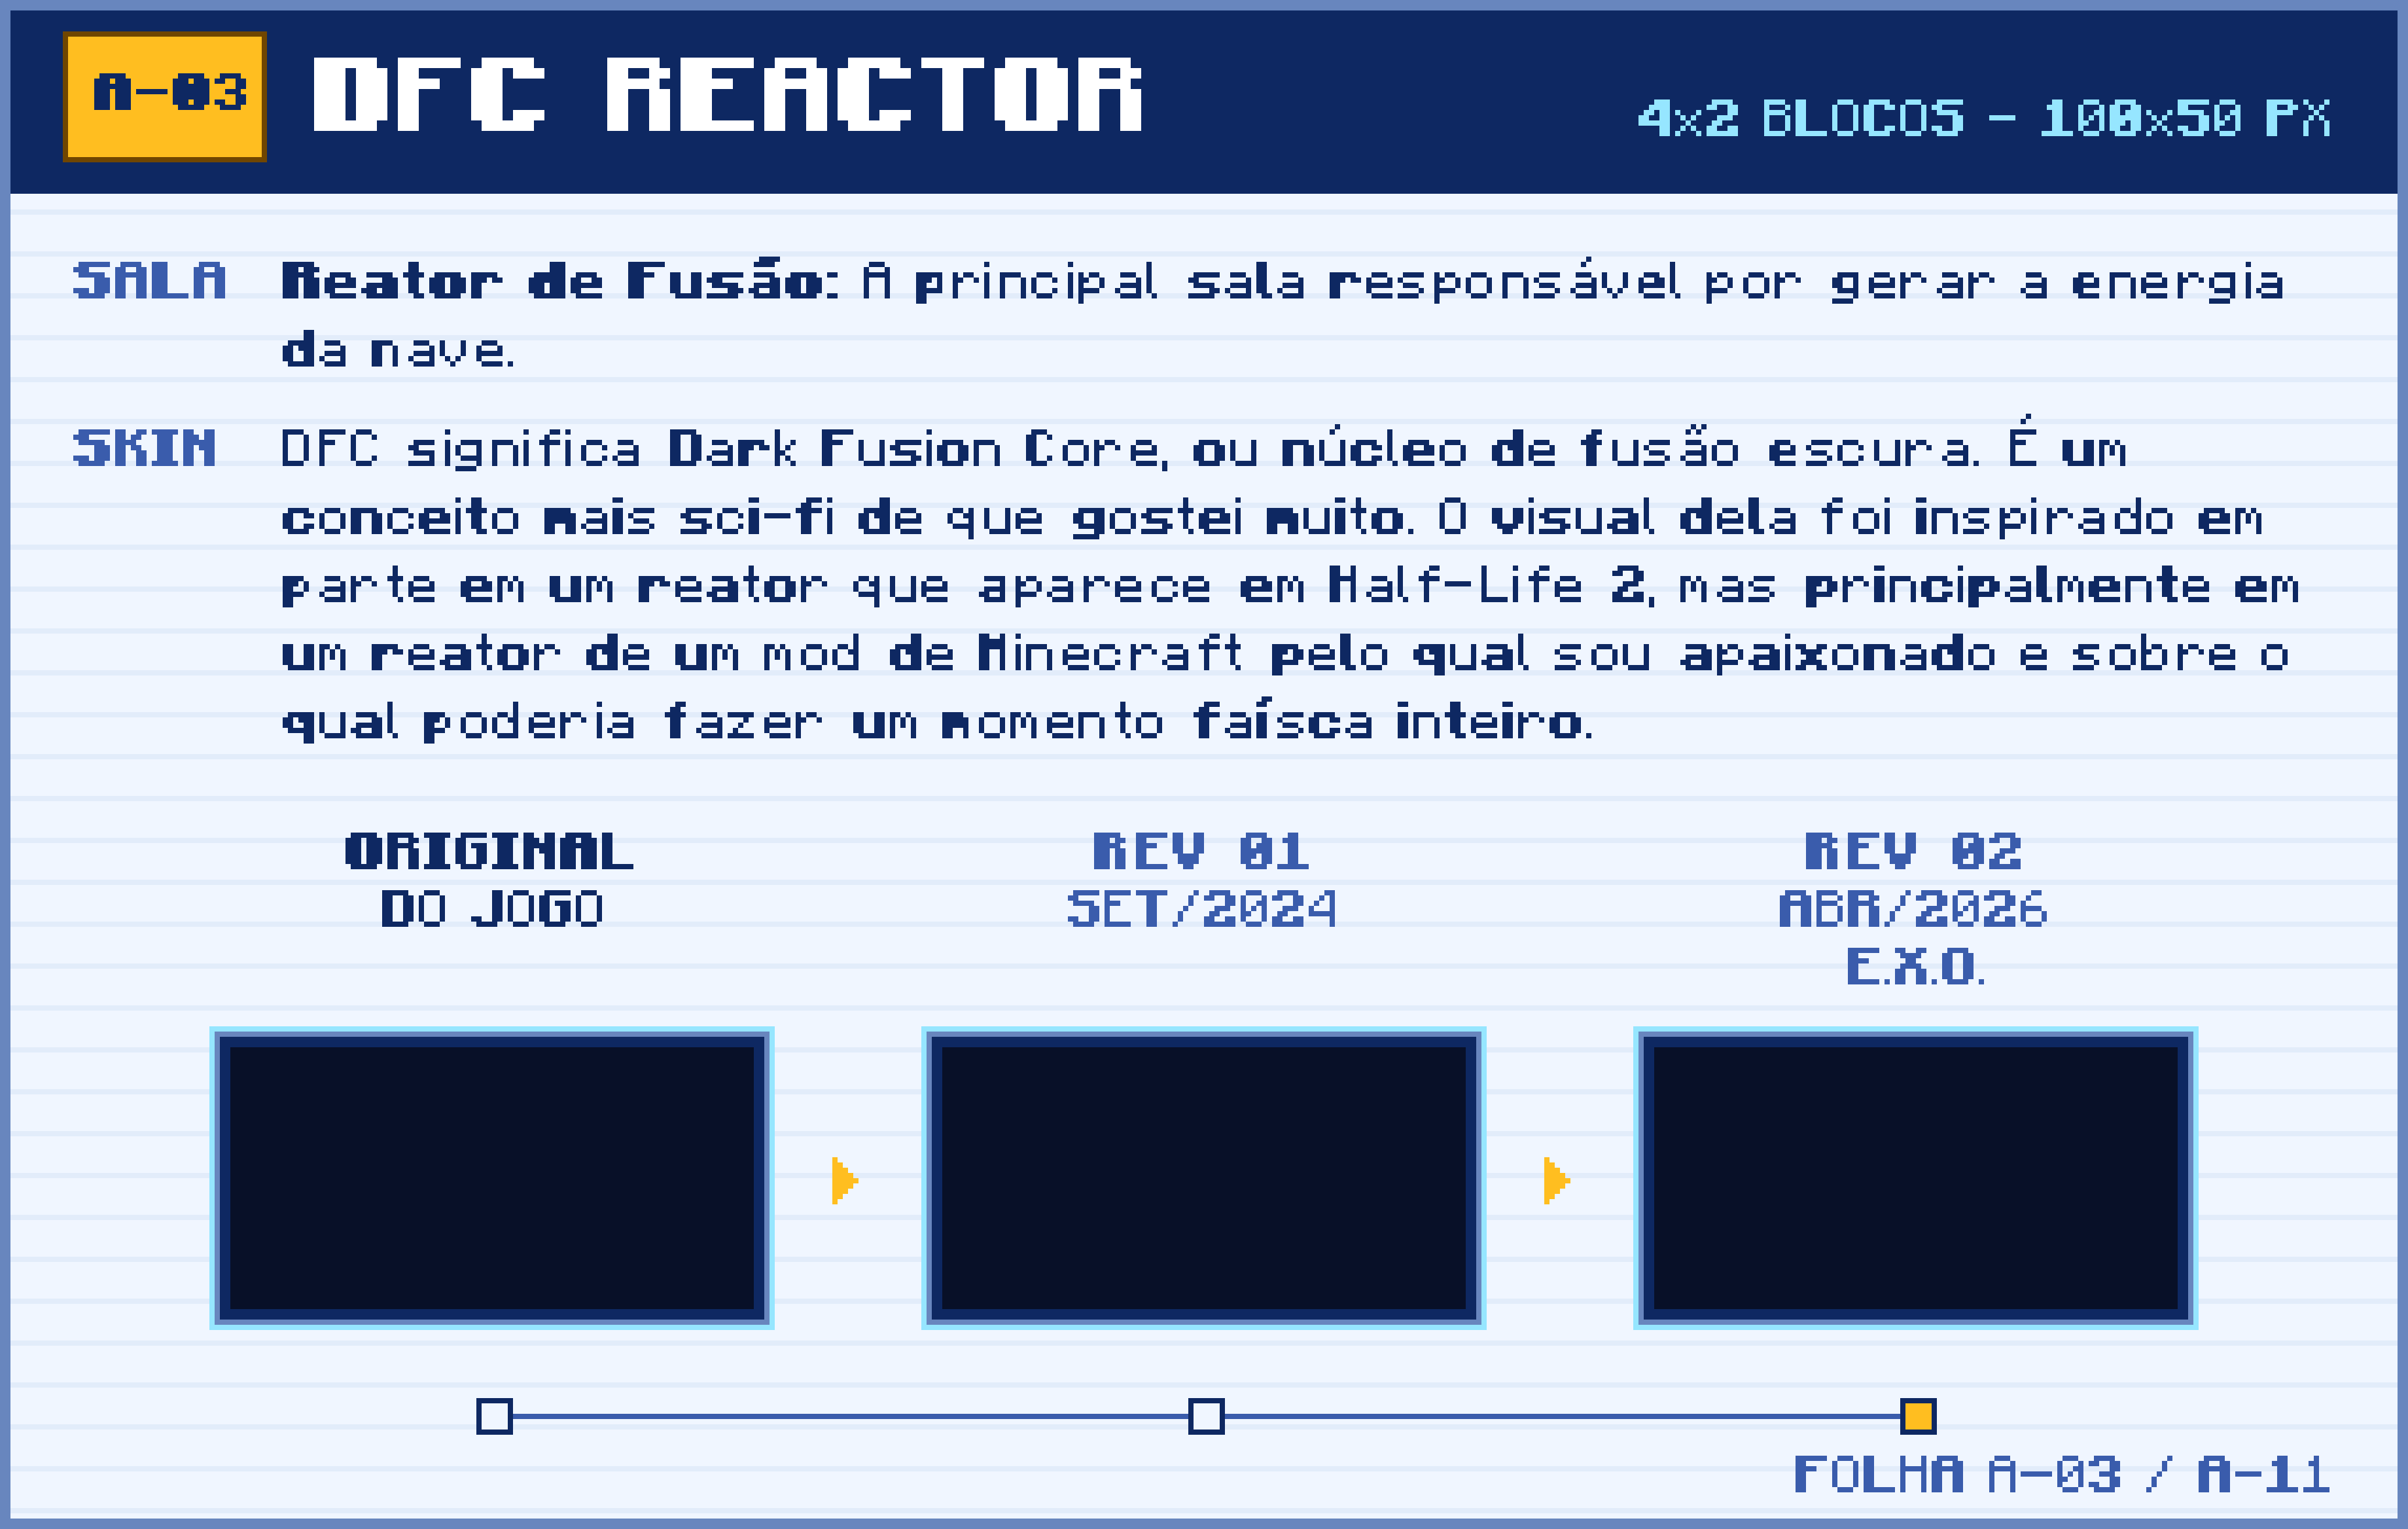 A-03 DFC REACTOR 4x2 BLOCOS - 100x50 PX
SALA Reator de Fusão: A principal sala responsável por gerar a energia
da nave.
SKIN DFC significa Dark Fusion Core, ou núcleo de fusão escura. É um
conceito mais sci-fi de que gostei muito. O visual dela foi inspirado em
parte em um reator que aparece em Half-Life 2, mas principalmente em
um reator de um mod de Minecraft pelo qual sou apaixonado e sobre o
qual poderia fazer um momento faísca inteiro.
ORIGINAL REV 01 REV 02
DO JOGO SET/2024 ABR/2026
E.X.O.
FOLHA A-03 / A-11